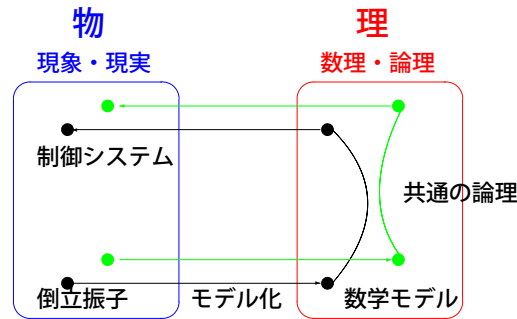 物
理
現象・現実
数理・論理
制御システム
共通の論理
倒立振子
モデル化
数学モデル